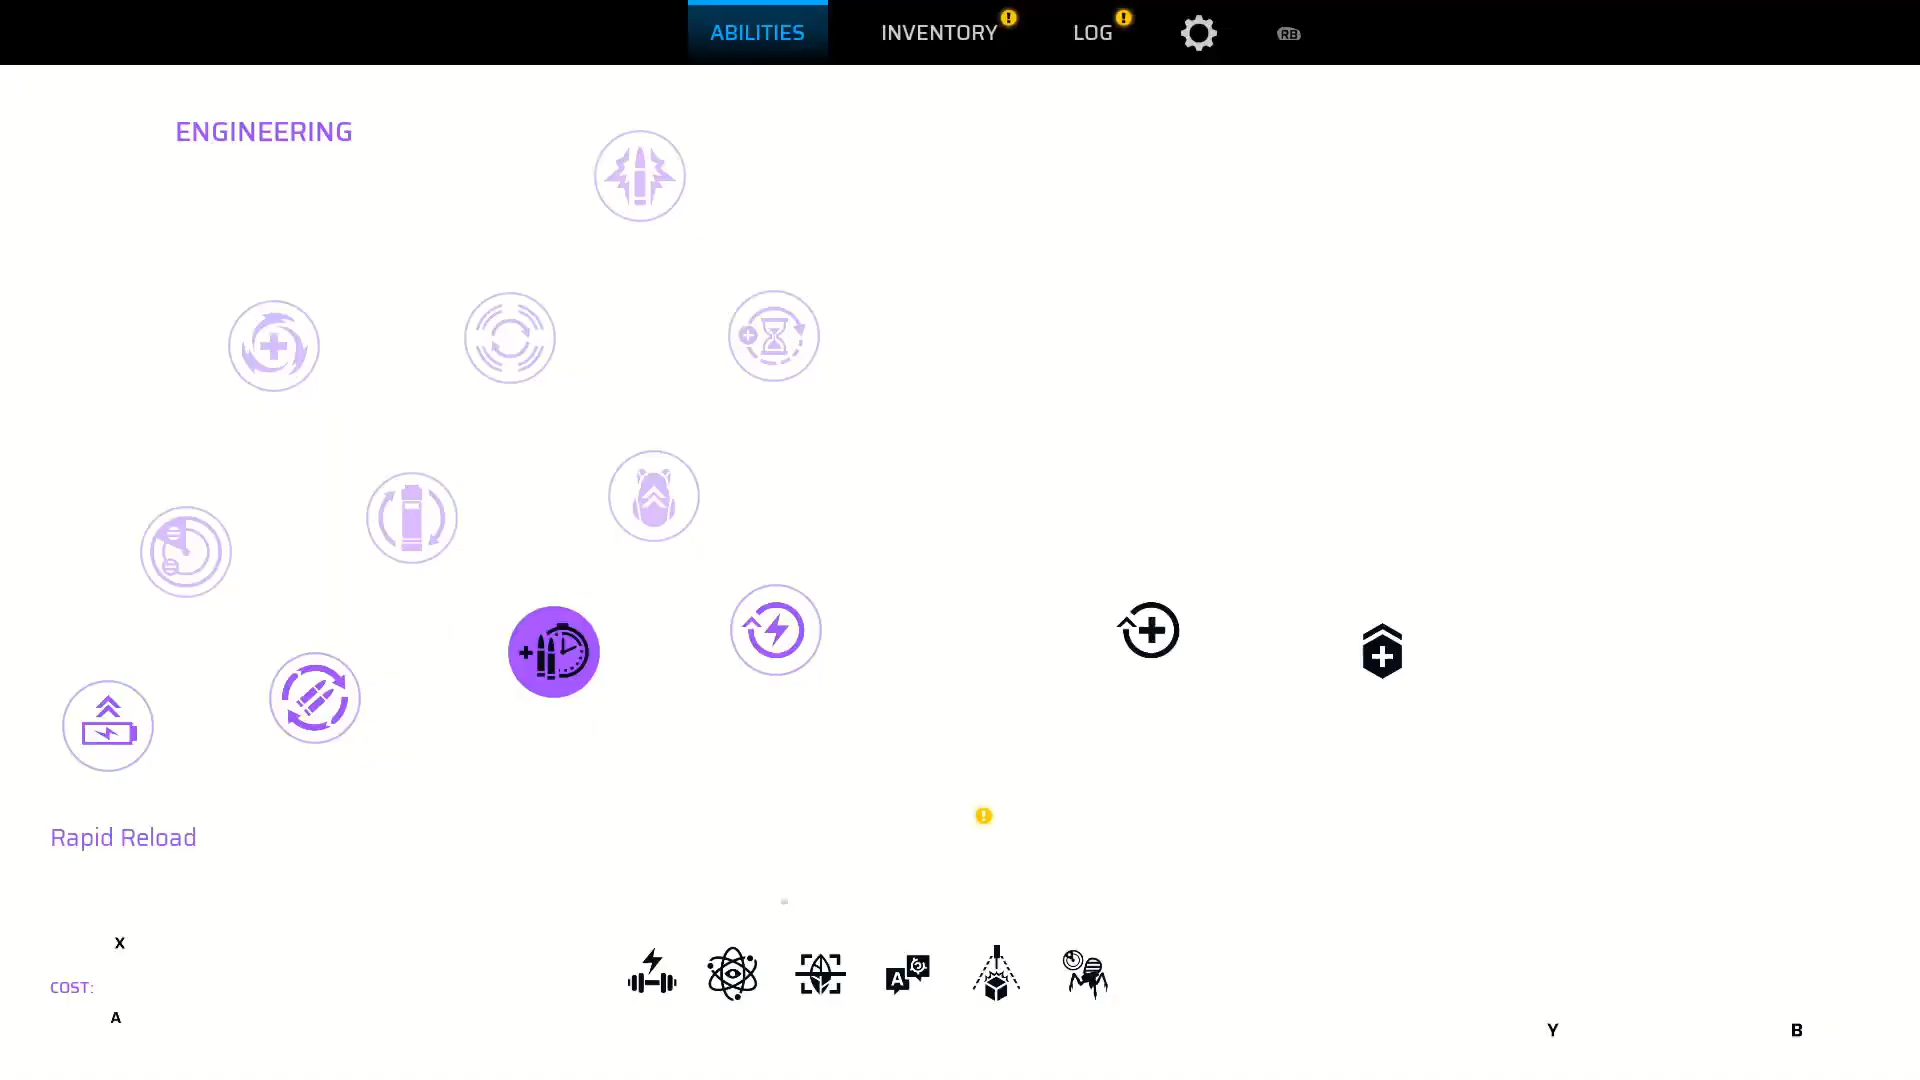 ABILITIES
INVENTORY
LOG
RB
ENGINEERING
Rapid Reload
X
COST:
A
A
Y
B